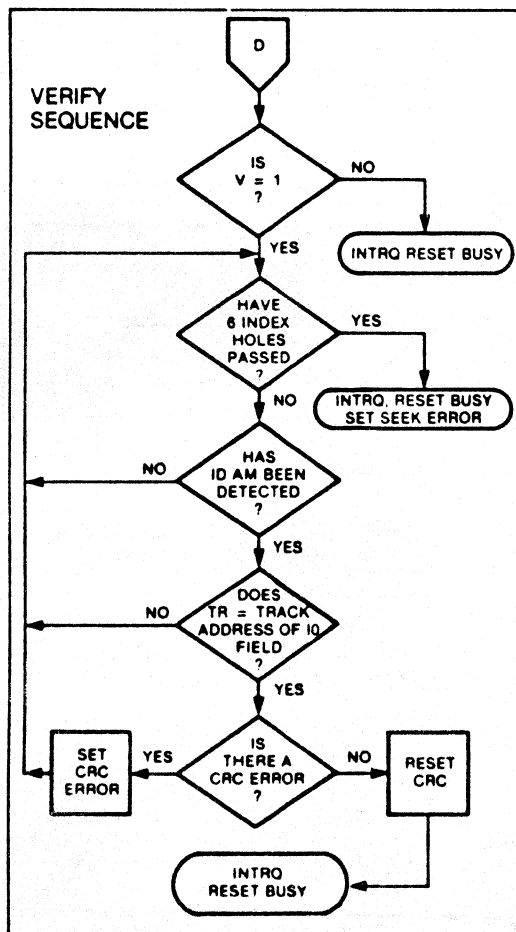 D
VERIFY
SEQUENCE
IS
V = 1
?
NO
INTRQ RESET BUSY
YES
HAVE
6 INDEX
HOLES
PASSED
?
YES
INTRQ, RESET BUSY
SET SEEK ERROR
NO
HAS
ID AM BEEN
DETECTED
?
NO
YES
DOES
TR = TRACK
ADDRESS OF ID
FIELD
?
NO
YES
IS
THERE A
CRC ERROR
?
YES
SET
CRC
ERROR
NO
RESET
CRC
INTRQ
RESET BUSY